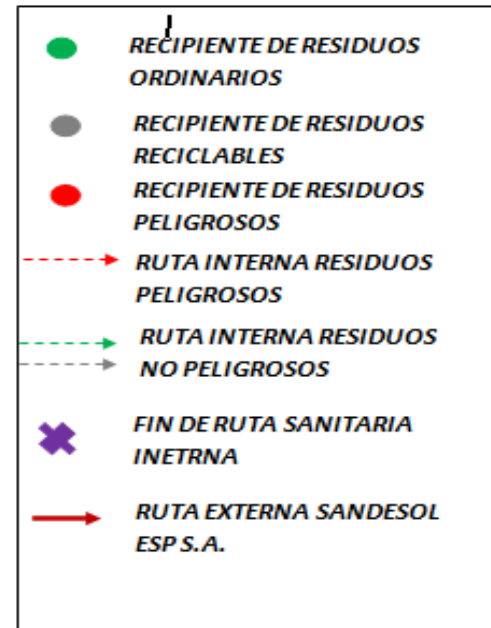 RECIPIENTE DE RESIDUOS
ORDINARIOS
RECIPIENTE DE RESIDUOS
RECICLABLES
RECIPIENTE DE RESIDUOS
PELIGROSOS
RUTA INTERNA RESIDUOS
PELIGROSOS
RUTA INTERNA RESIDUOS
NO PELIGROSOS
FIN DE RUTA SANITARIA
INETRNA
RUTA EXTERNA SANDESOL
ESP S.A.